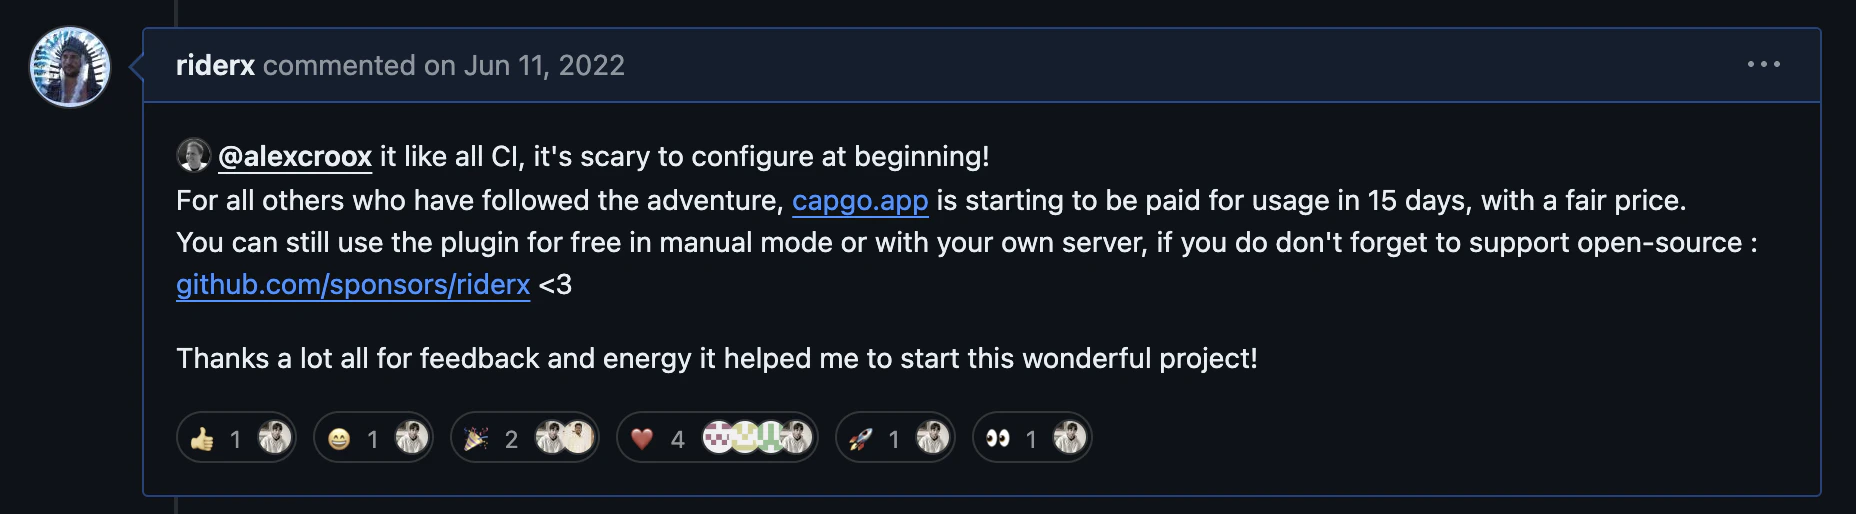 riderx commented on Jun 11, 2022
@alexcroox it like all CI, it's scary to configure at beginning!
For all others who have followed the adventure, capgo.app is starting to be paid for usage in 15 days, with a fair price.
You can still use the plugin for free in manual mode or with your own server, if you do don't forget to support open-source :
github.com/sponsors/riderx <3
Thanks a lot all for feedback and energy it helped me to start this wonderful project!
👍 1 😄 1 🎉 2 ❤️ 4 🚀 1 👀 1